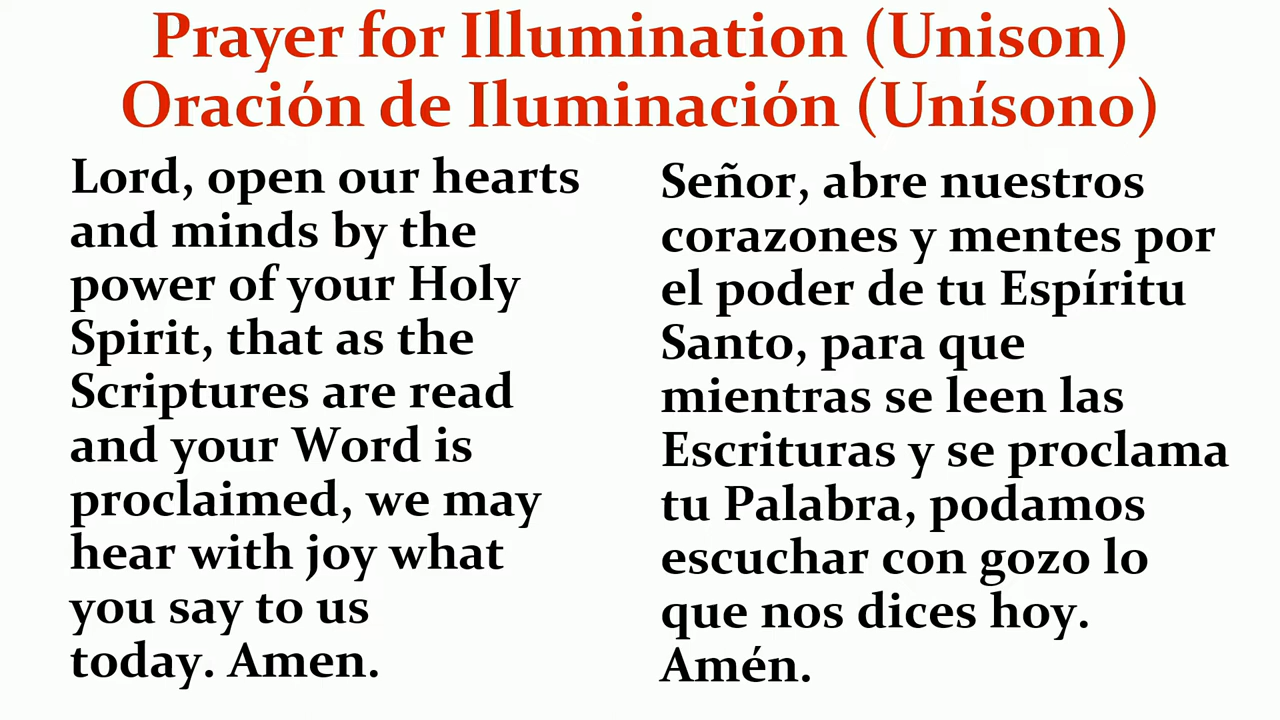 Prayer for Illumination (Unison)
Oración de Iluminación (Unísono)
Lord, open our hearts
and minds by the
power of your Holy
Spirit, that as the
Scriptures are read
and your Word is
proclaimed, we may
hear with joy what
you say to us
today. Amen.
Señor, abre nuestros
corazones y mentes por
el poder de tu Espíritu
Santo, para que
mientras se leen las
Escrituras y se proclama
tu Palabra, podamos
escuchar con gozo lo
que nos dices hoy.
Amén.